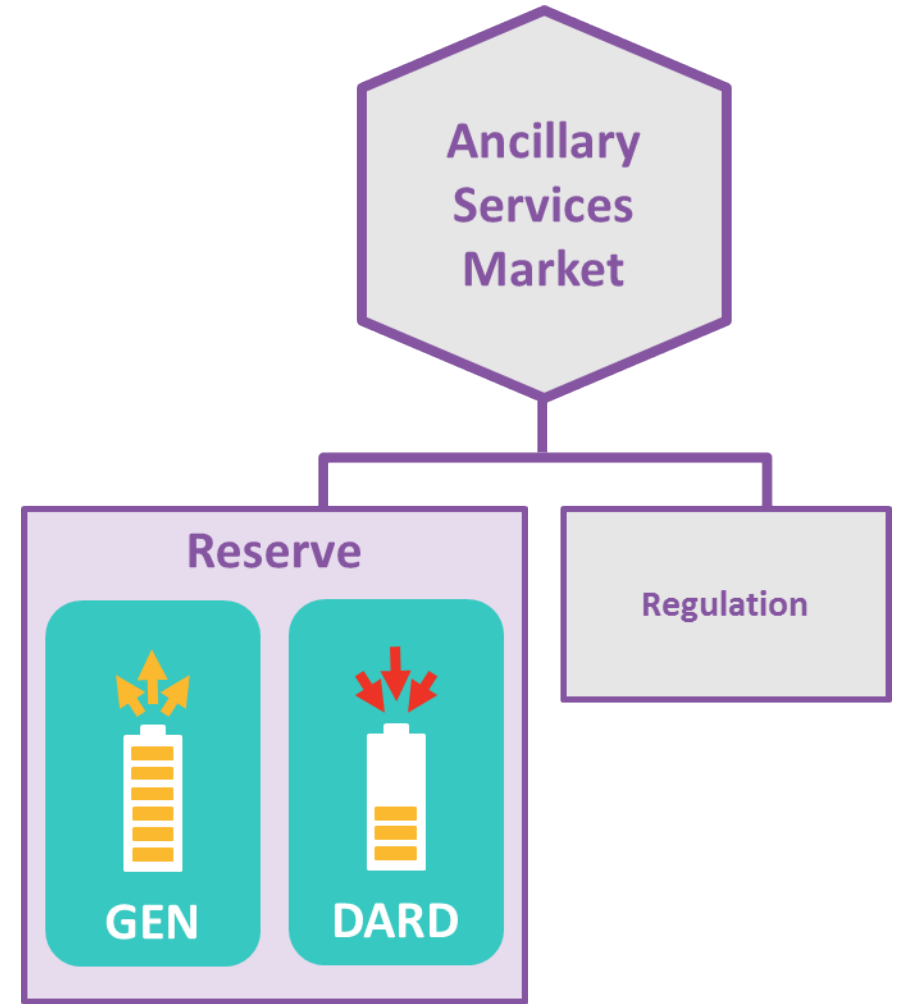 Ancillary
Services
Market
Reserve
Regulation
GEN
DARD